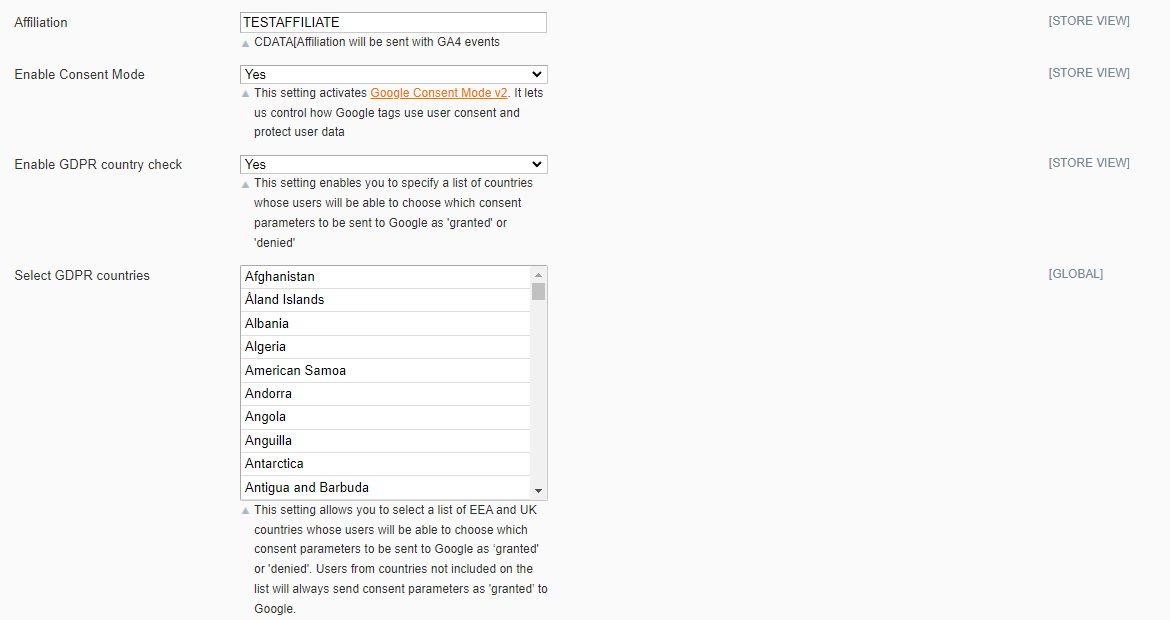 Affiliation
TESTAFFILIATE
[STORE VIEW]
CDATA[Affiliation will be sent with GA4 events
Enable Consent Mode
Yes
[STORE VIEW]
This setting activates Google Consent Mode v2. It lets
us control how Google tags use user consent and
protect user data
Enable GDPR country check
Yes
[STORE VIEW]
This setting enables you to specify a list of countries
whose users will be able to choose which consent
parameters to be sent to Google as 'granted' or
'denied'
Select GDPR countries
[GLOBAL]
Afghanistan
Åland Islands
Albania
Algeria
American Samoa
Andorra
Angola
Anguilla
Antarctica
Antigua and Barbuda
This setting allows you to select a list of EEA and UK
countries whose users will be able to choose which
consent parameters to be sent to Google as ‘granted'
or 'denied'. Users from countries not included on the
list will always send consent parameters as 'granted’ to
Google.